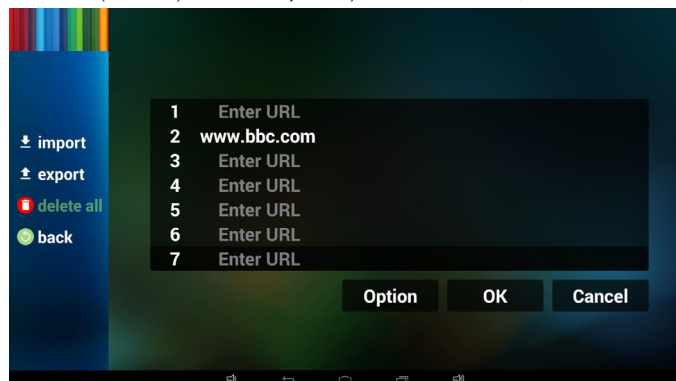 import
export
delete all
back
1 Enter URL
2 www.bbc.com
3 Enter URL
4 Enter URL
5 Enter URL
6 Enter URL
7 Enter URL
Option OK Cancel